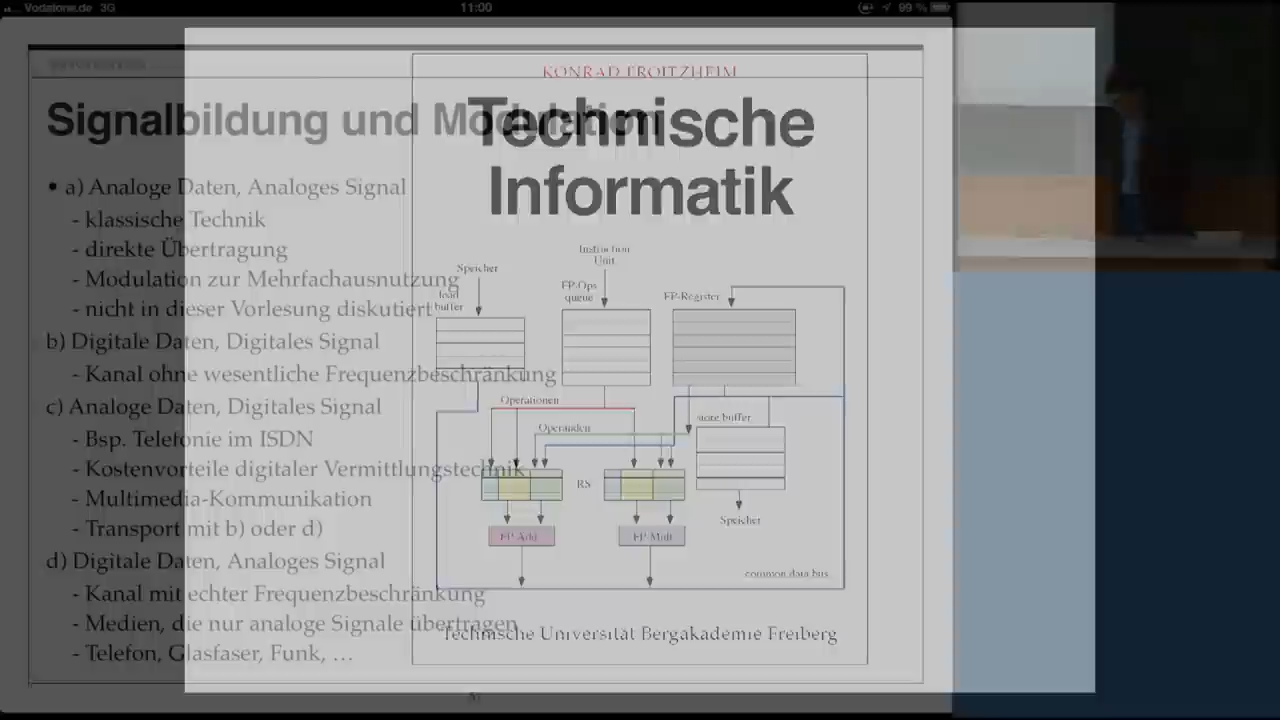 Vodafone.de 3G
11:00
99 %
Signalbildung und Modulation
• a) Analoge Daten, Analoges Signal
- klassische Technik
- direkte Übertragung
- Modulation zur Mehrfachausnutzung
- nicht in dieser Vorlesung diskutiert
b) Digitale Daten, Digitales Signal
- Kanal ohne wesentliche Frequenzbeschränkung
c) Analoge Daten, Digitales Signal
- Bsp. Telefonie im ISDN
- Kostenvorteile digitaler Vermittlungstechnik
- Multimedia-Kommunikation
- Transport mit b) oder d)
d) Digitale Daten, Analoges Signal
- Kanal mit echter Frequenzbeschränkung
- Medien, die nur analoge Signale übertragen
- Telefon, Glasfaser, Funk, …
KONRAD FROITZHEIM
Technische
Informatik
Instruction
Unit
Speicher
load
buffer
FP-Ops
queue
FP-Register
Operationen
Operanden
store buffer
RS
Speicher
FP-Add
FP-Mult
common data bus
Technische Universität Bergakademie Freiberg